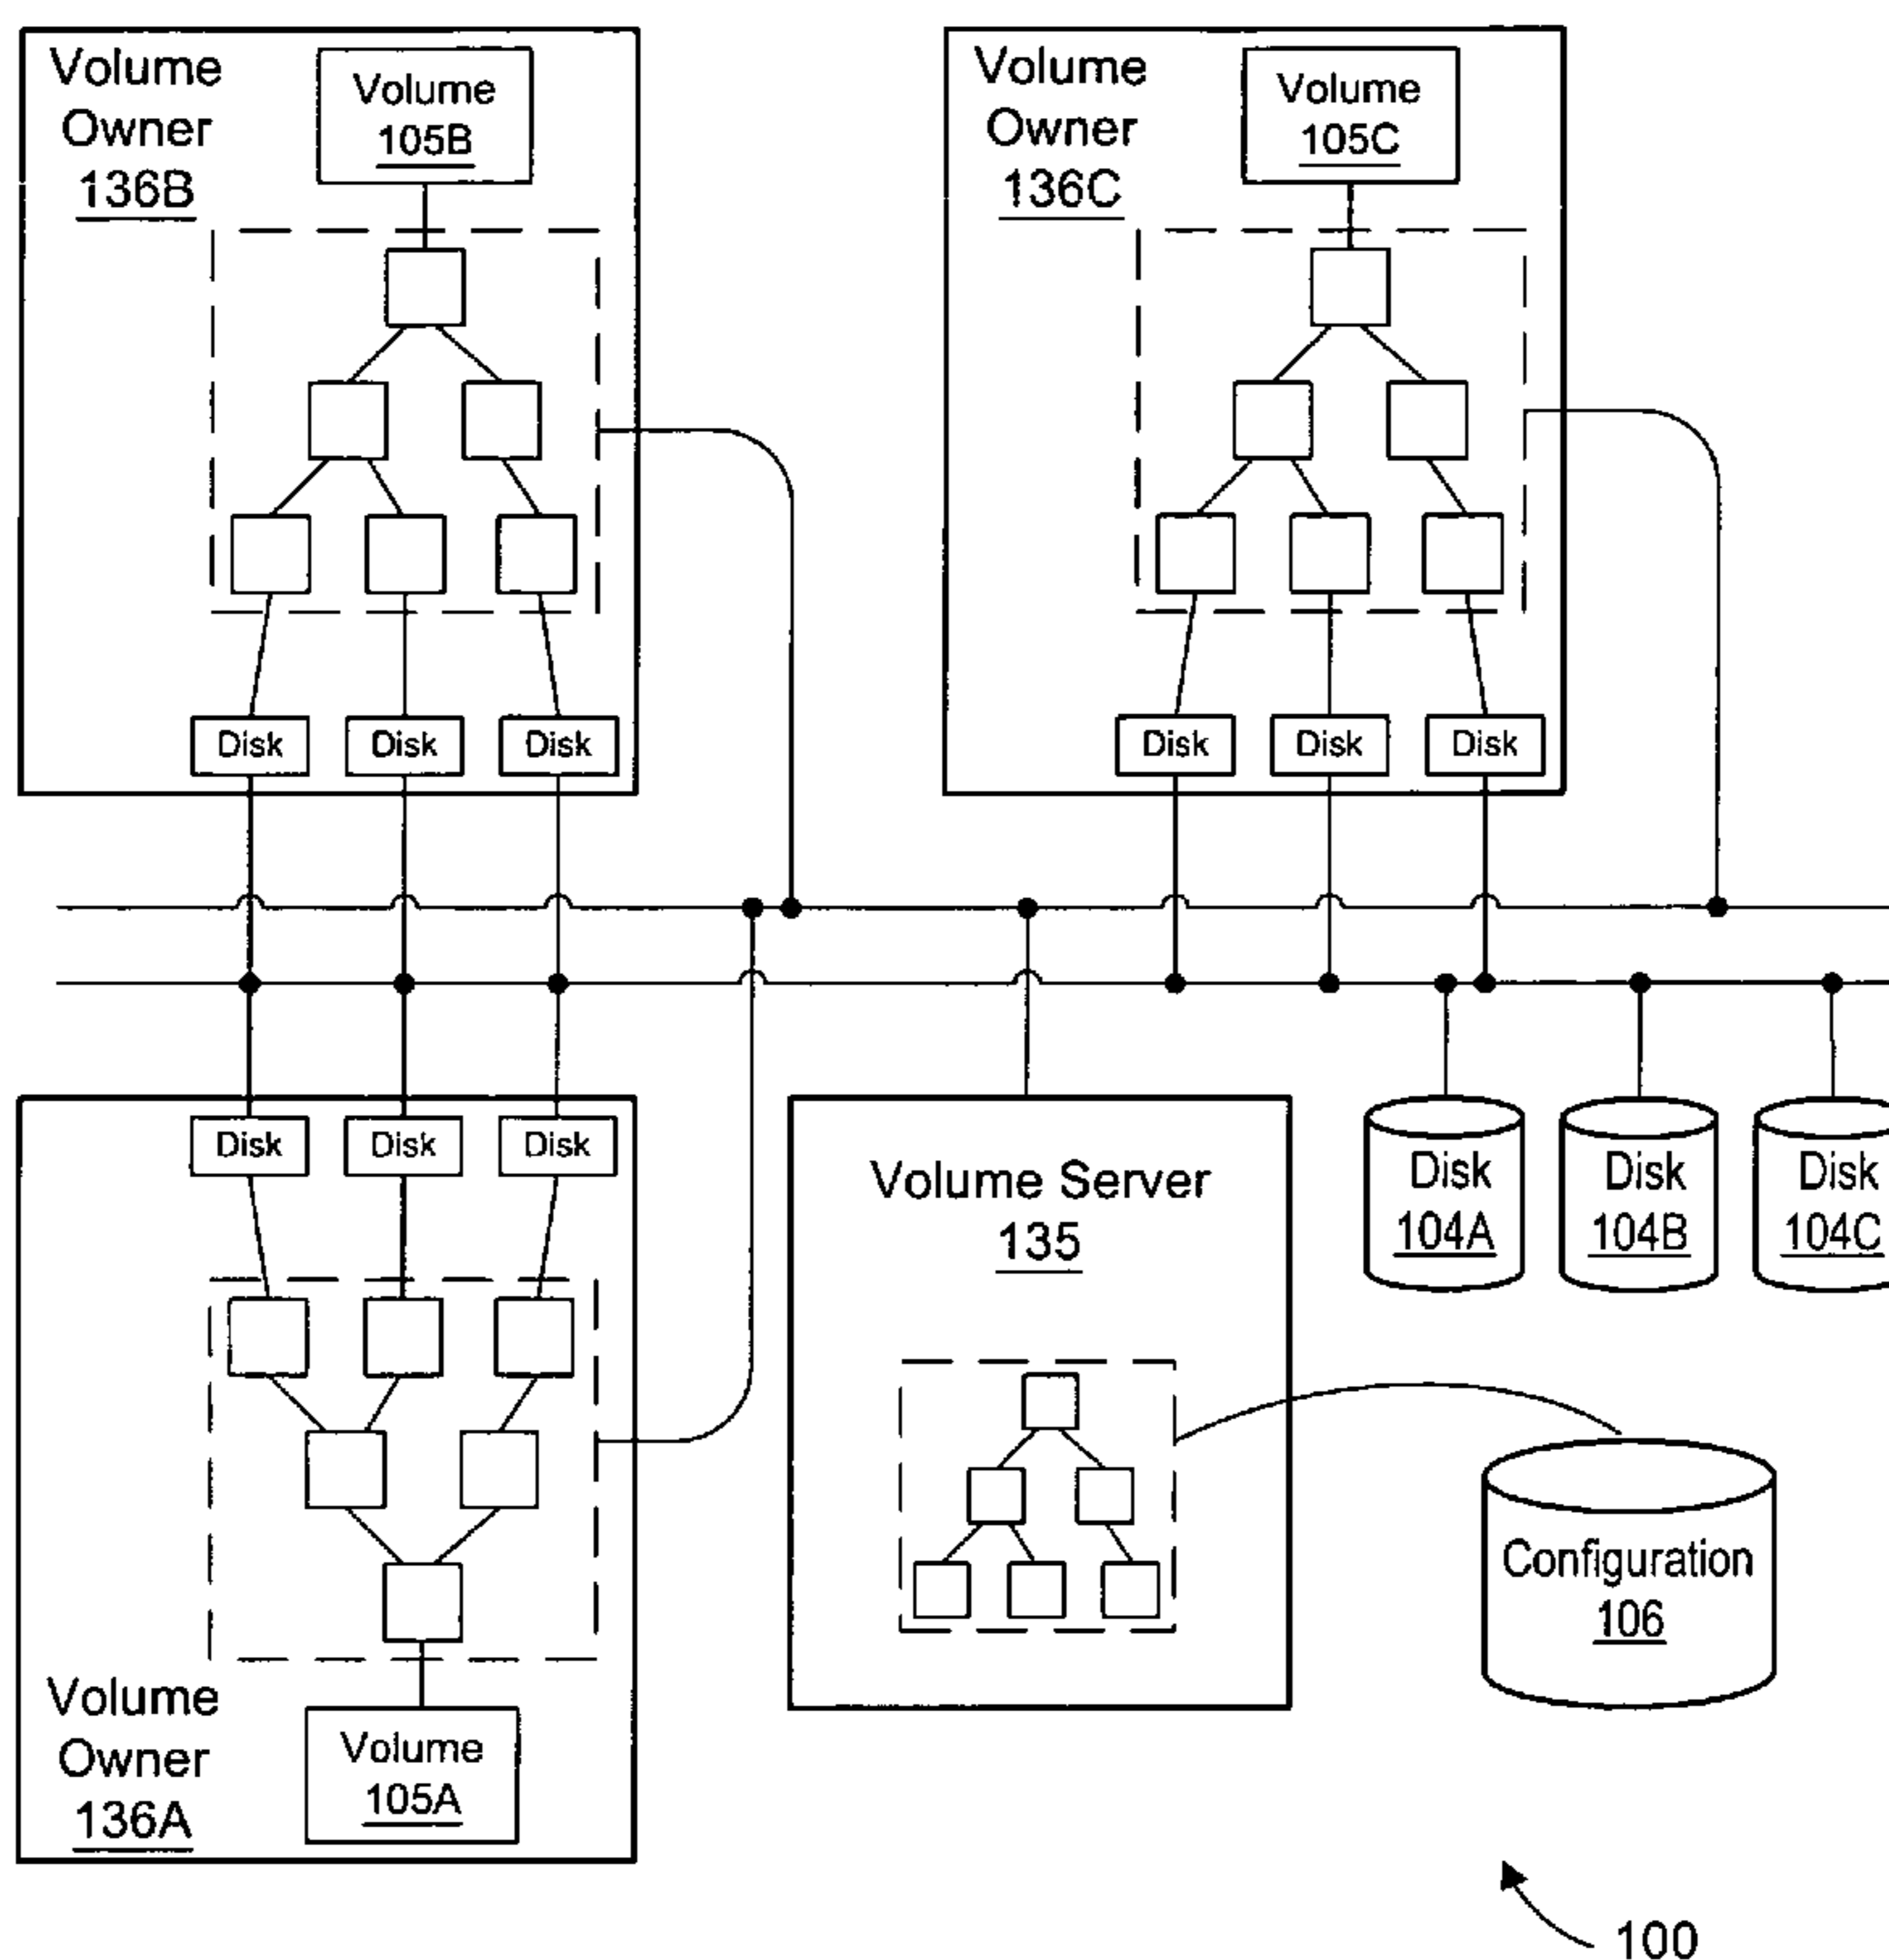 Volume
Owner
136B
Volume
105B
Disk
Disk
Disk
Volume
Owner
136C
Volume
105C
Disk
Disk
Disk
Disk
Disk
Disk
Volume
Owner
136A
Volume
105A
Volume Server
135
Disk
104A
Disk
104B
Disk
104C
Configuration
106
100